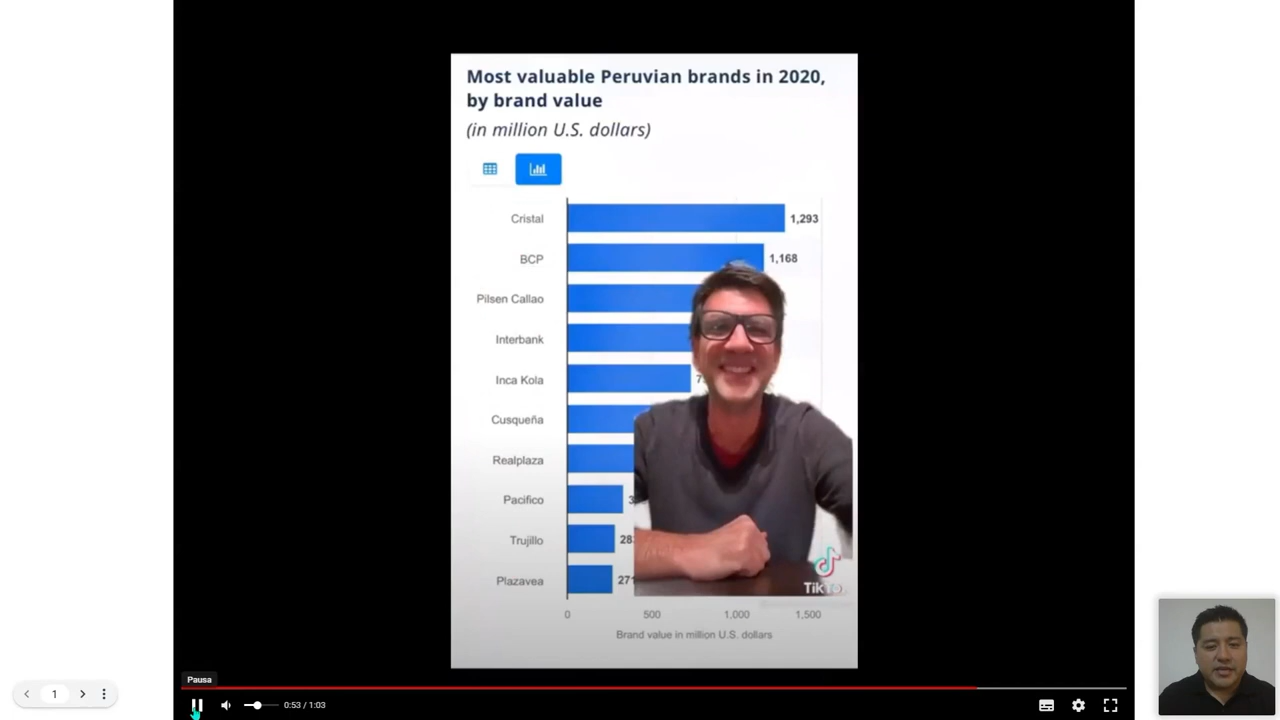 Most valuable Peruvian brands in 2020,
by brand value
(in million U.S. dollars)
Cristal 1,293
BCP 1,168
Pilsen Callao
Interbank
Inca Kola
Cusqueña
Realplaza
Pacifico
Trujillo
Plazavea 271
0 500 1,000 1,500
Brand value in million U.S. dollars
TikTo
Pausa
1
0:53 / 1:03